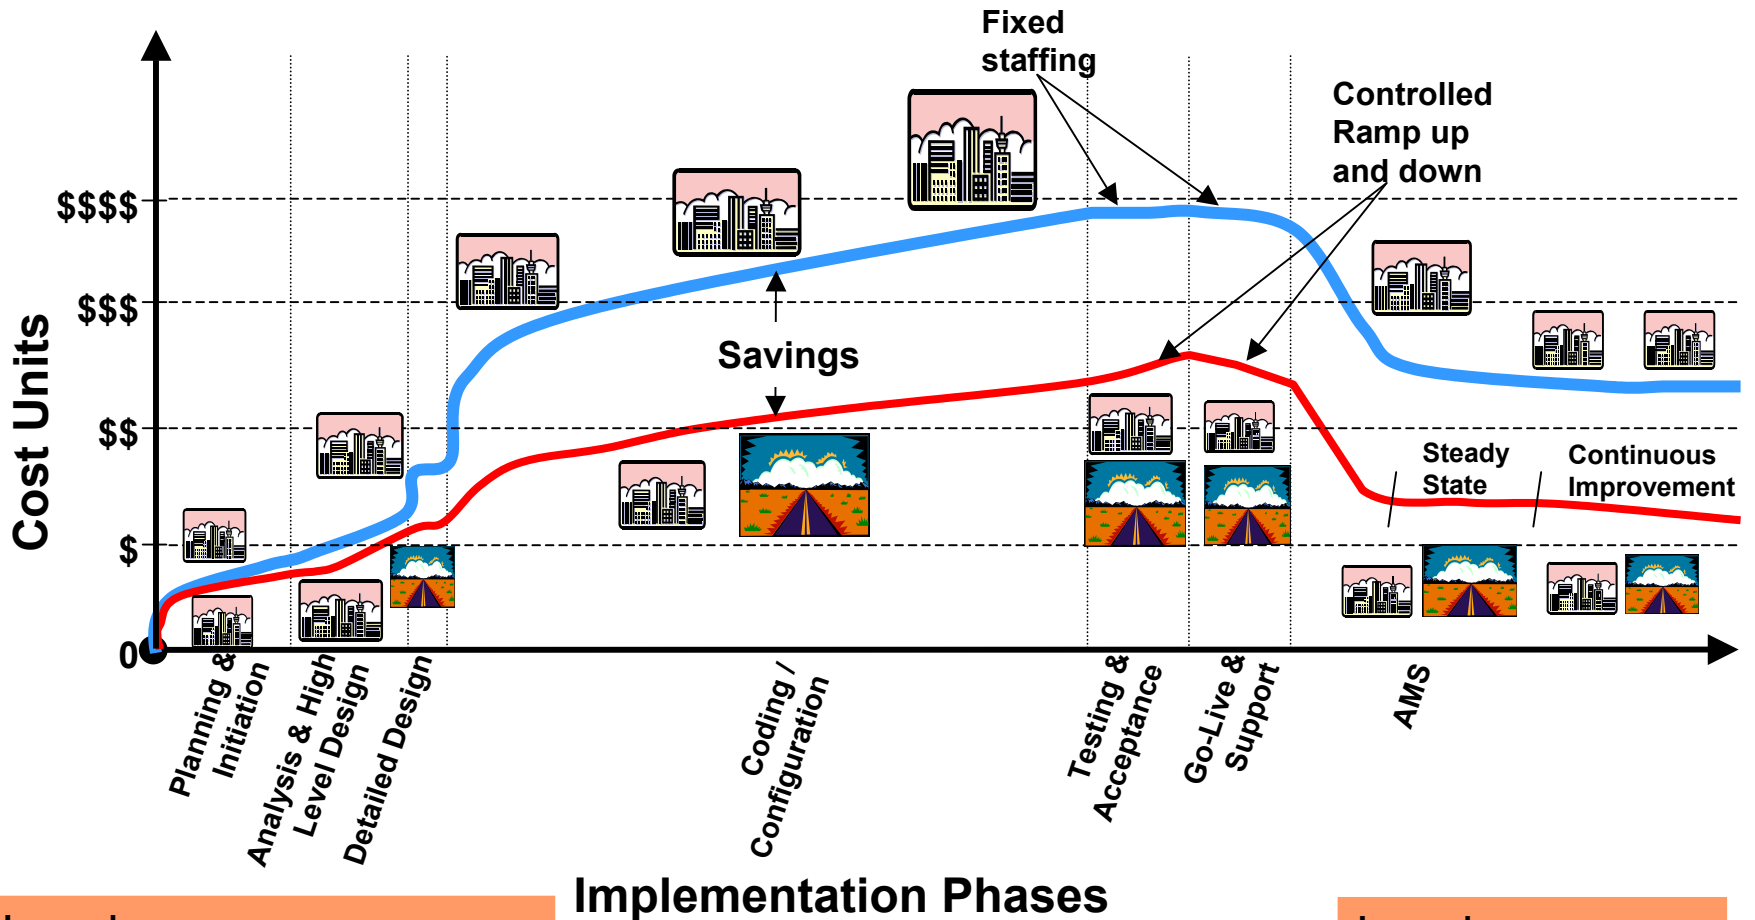 Fixed
staffing
Controlled
Ramp up
and down
$$$$
$$$
Savings
$$
Steady
State
Continuous
Improvement
$
0
Cost Units
Planning &
Initiation
Analysis & High
Level Design
Detailed Design
Coding /
Configuration
Testing &
Acceptance
Go-Live &
Support
AMS
Implementation Phases